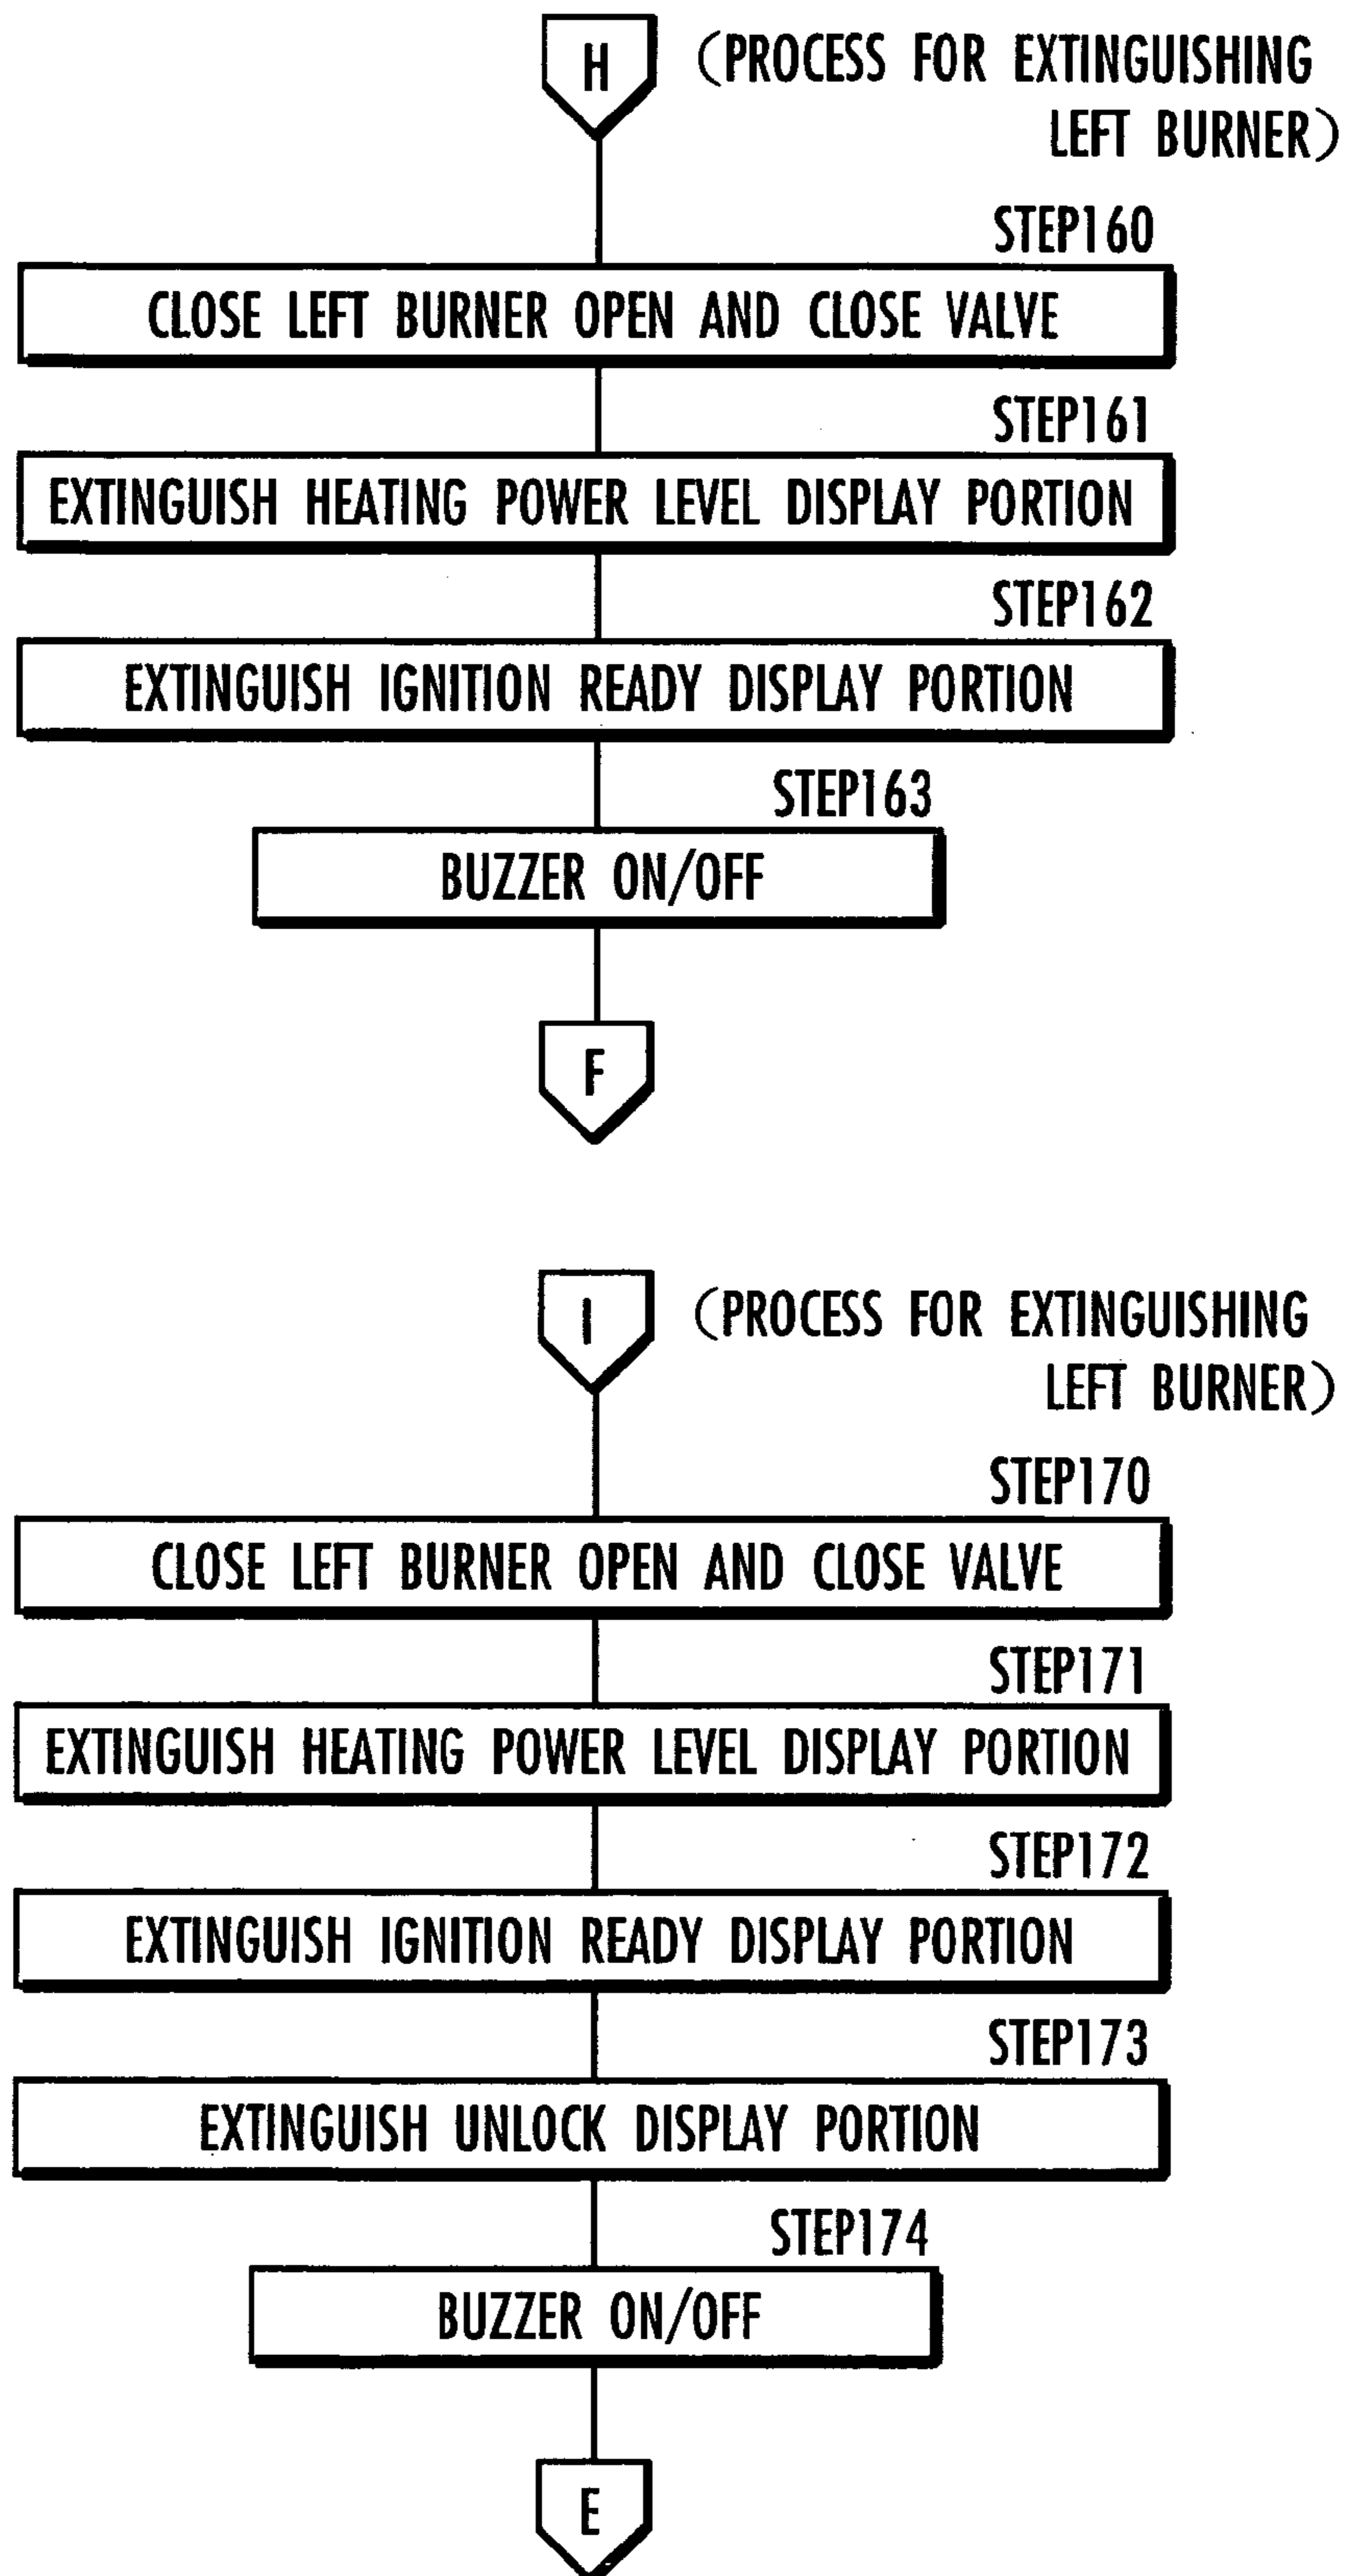 H
(PROCESS FOR EXTINGUISHING
LEFT BURNER)
STEP160
CLOSE LEFT BURNER OPEN AND CLOSE VALVE
STEP161
EXTINGUISH HEATING POWER LEVEL DISPLAY PORTION
STEP162
EXTINGUISH IGNITION READY DISPLAY PORTION
STEP163
BUZZER ON/OFF
F
I
(PROCESS FOR EXTINGUISHING
LEFT BURNER)
STEP170
CLOSE LEFT BURNER OPEN AND CLOSE VALVE
STEP171
EXTINGUISH HEATING POWER LEVEL DISPLAY PORTION
STEP172
EXTINGUISH IGNITION READY DISPLAY PORTION
STEP173
EXTINGUISH UNLOCK DISPLAY PORTION
STEP174
BUZZER ON/OFF
E